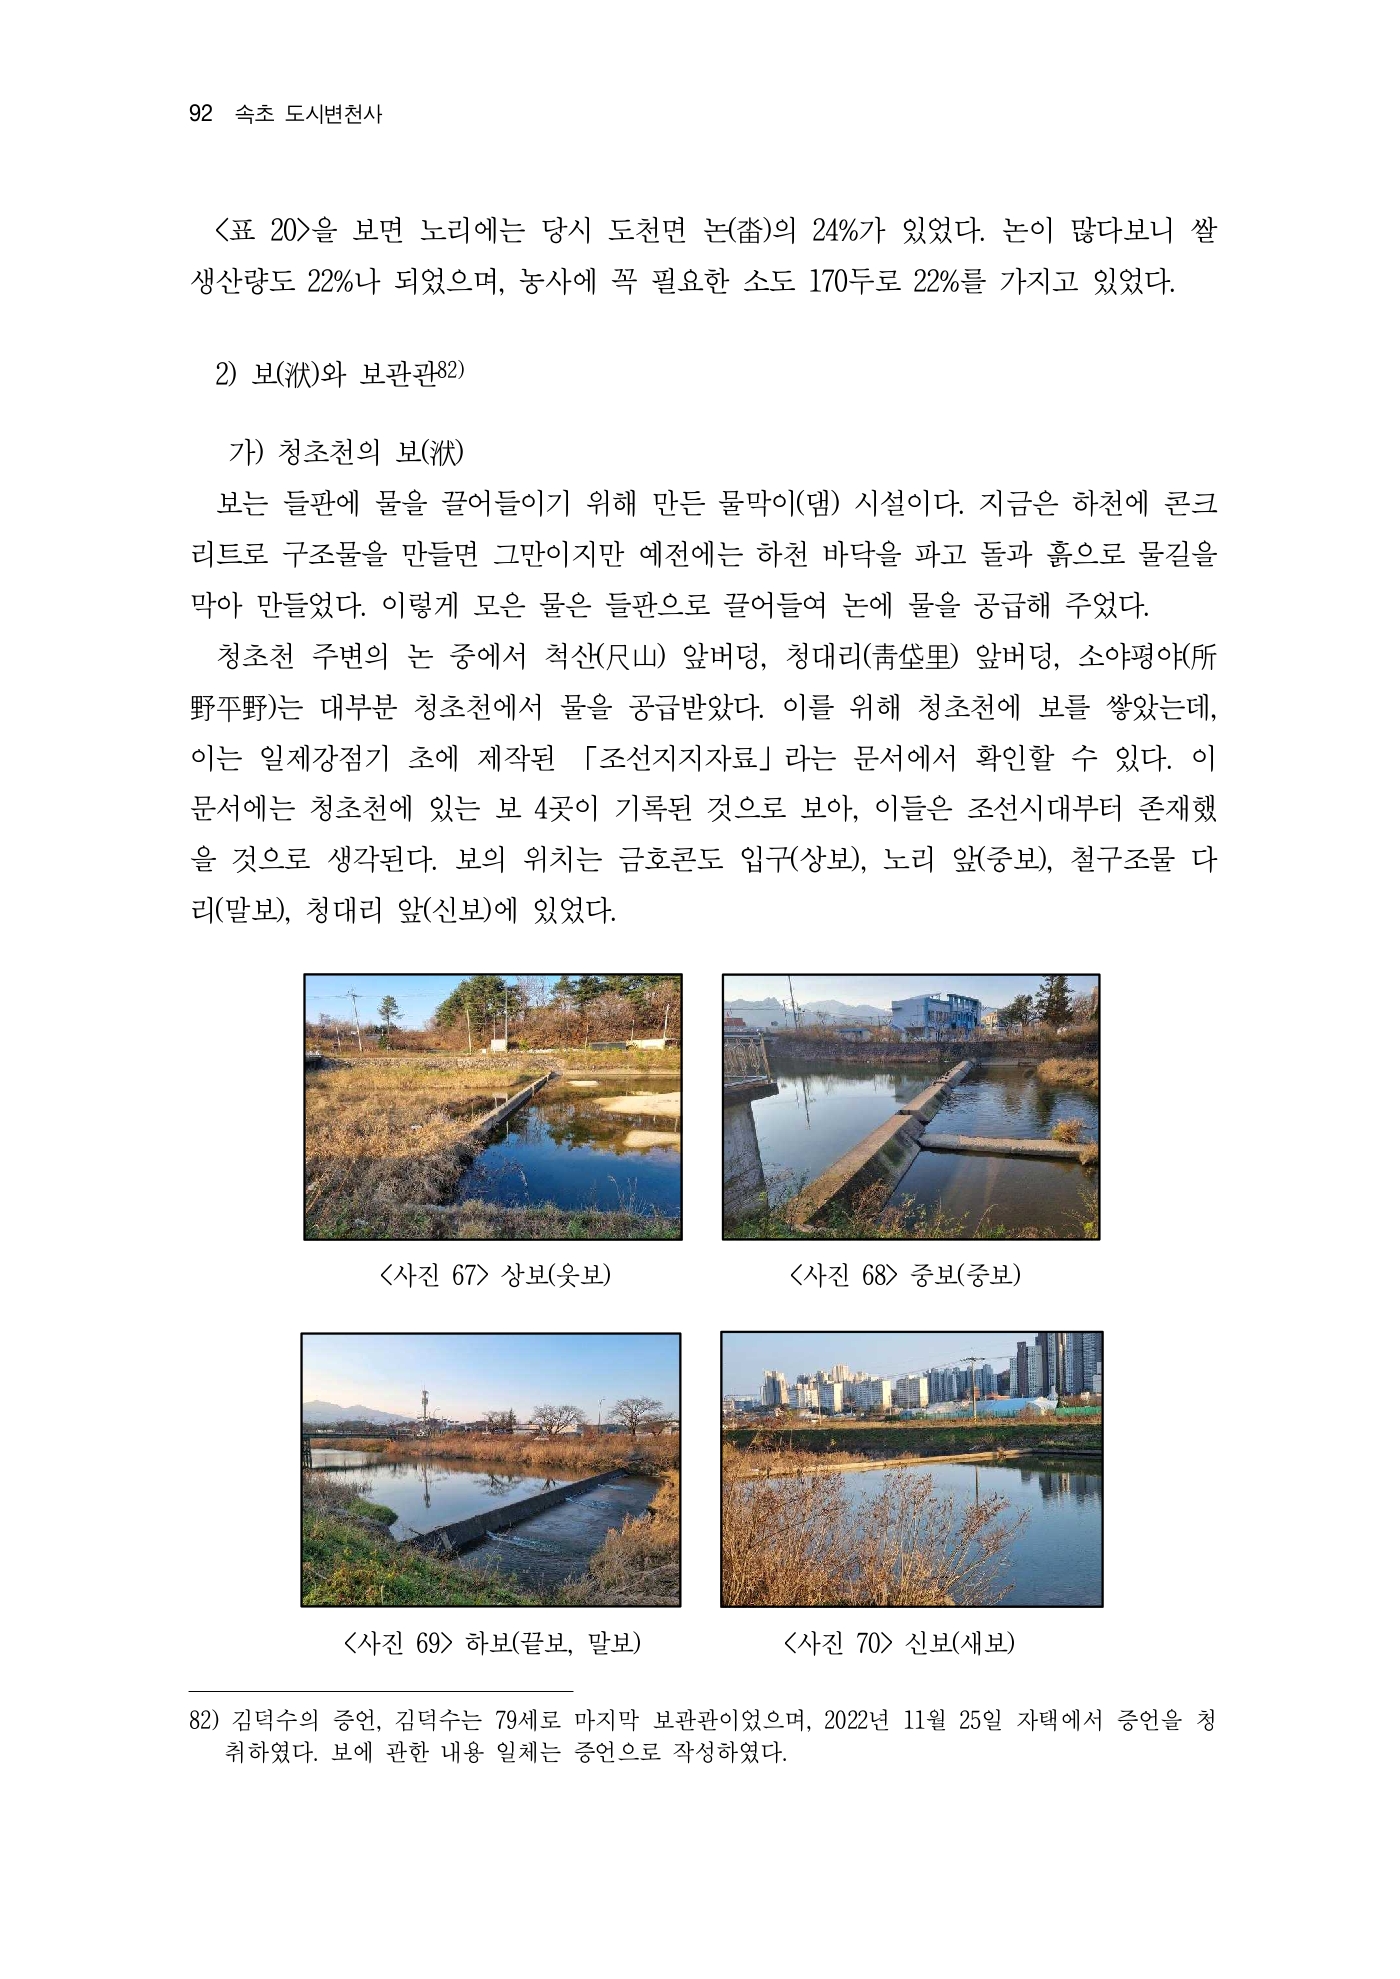 92 속초 도시변천사
<표 20>을 보면 노리에는 당시 도천면 논(畓)의 24%가 있었다. 논이 많다보니 쌀
생산량도 22%나 되었으며, 농사에 꼭 필요한 소도 170두로 22%를 가지고 있었다.
2) 보(洑)와 보관관82)
가) 청초천의 보(洑)
보는 들판에 물을 끌어들이기 위해 만든 물막이(댐) 시설이다. 지금은 하천에 콘크
리트로 구조물을 만들면 그만이지만 예전에는 하천 바닥을 파고 돌과 흙으로 물길을
막아 만들었다. 이렇게 모은 물은 들판으로 끌어들여 논에 물을 공급해 주었다.
청초천 주변의 논 중에서 척산(尺山) 앞버덩, 청대리(靑垈里) 앞버덩, 소야평야(所
野平野)는 대부분 청초천에서 물을 공급받았다. 이를 위해 청초천에 보를 쌓았는데,
이는 일제강점기 초에 제작된 「조선지지자료」라는 문서에서 확인할 수 있다. 이
문서에는 청초천에 있는 보 4곳이 기록된 것으로 보아, 이들은 조선시대부터 존재했
을 것으로 생각된다. 보의 위치는 금호콘도 입구(상보), 노리 앞(중보), 철구조물 다
리(말보), 청대리 앞(신보)에 있었다.
<사진 67> 상보(웃보)
<사진 68> 중보(중보)
<사진 69> 하보(끝보, 말보)
<사진 70> 신보(새보)
82) 김덕수의 증언, 김덕수는 79세로 마지막 보관관이었으며, 2022년 11월 25일 자택에서 증언을 청
취하였다. 보에 관한 내용 일체는 증언으로 작성하였다.